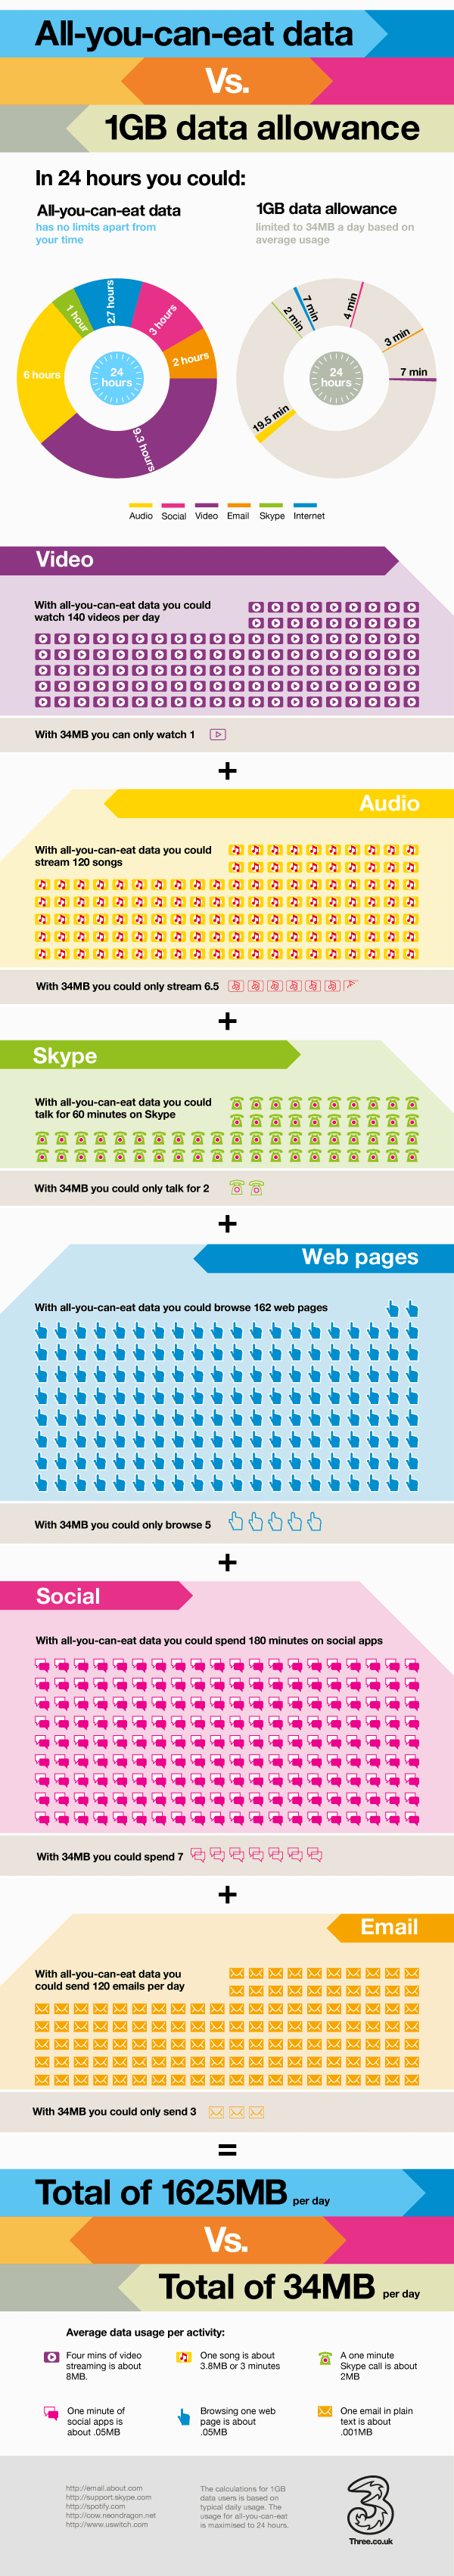 All-you-can-eat data
Vs.
1GB data allowance
In 24 hours you could:
All-you-can-eat data
has no limits apart from
your time
1GB data allowance
limited to 34MB a day based on
average usage
1 hour
2.7 hours
3 hours
2 hours
6 hours
9.3 hours
24
hours
2 min
7 min
4 min
3 min
7 min
19.5 min
24
hours
Audio Social Video Email Skype Internet
Video
With all-you-can-eat data you could
watch 140 videos per day
With 34MB you can only watch 1
+
Audio
With all-you-can-eat data you could
stream 120 songs
With 34MB you could only stream 6.5
+
Skype
With all-you-can-eat data you could
talk for 60 minutes on Skype
With 34MB you could only talk for 2
+
Web pages
With all-you-can-eat data you could browse 162 web pages
With 34MB you could only browse 5
+
Social
With all-you-can-eat data you could spend 180 minutes on social apps
With 34MB you could spend 7
+
Email
With all-you-can-eat data you
could send 120 emails per day
With 34MB you could only send 3
=
Total of 1625MB per day
Vs.
Total of 34MB per day
Average data usage per activity:
Four mins of video
streaming is about
8MB.
One song is about
3.8MB or 3 minutes
A one minute
Skype call is about
2MB
One minute of
social apps is
about .05MB
Browsing one web
page is about
.05MB
One email in plain
text is about
.001MB
http://email.about.com
http://support.skype.com
http://spotify.com
http://cow.neondragon.net
http://www.uswitch.com
The calculations for 1GB
data users is based on
typical daily usage. The
usage for all-you-can-eat
is maximised to 24 hours.
3
Three.co.uk